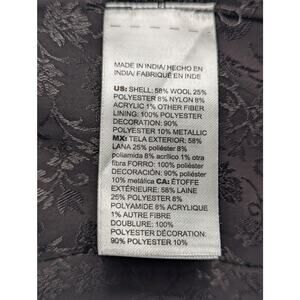 MADE IN INDIA/ HECHO EN
INDIA/ FABRIQUÉ EN INDE
US: SHELL: 58% WOOL 25%
POLYESTER 8% NYLON 8%
ACRYLIC 1% OTHER FIBER
LINING: 100% POLYESTER
DECORATION: 90%
POLYESTER 10% METALLIC
MX: TELA EXTERIOR: 58%
LANA 25% poliéster 8%
poliamida 8% acrílico 1% otra
fibra FORRO: 100% poliéster
DECORACIÓN: 90% poliéster
10% metálica CA: ÉTOFFE
EXTÉRIEURE: 58% LAINE
25% POLYESTER 8%
POLYAMIDE 8% ACRYLIQUE
1% AUTRE FIBRE
DOUBLURE: 100%
POLYESTER DÉCORATION:
90% POLYESTER 10%